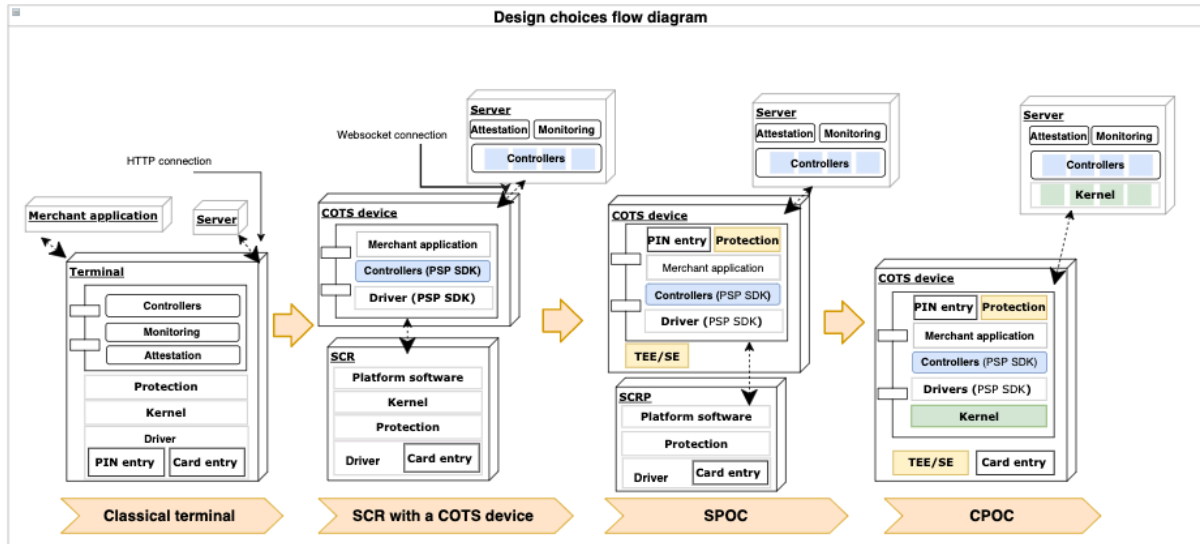 Design choices flow diagram
HTTP connection
Merchant application
Server
Terminal
Controllers
Monitoring
Attestation
Protection
Kernel
Driver
PIN entry
Card entry
Classical terminal
Websocket connection
Server
Attestation
Monitoring
Controllers
COTS device
Merchant application
Controllers (PSP SDK)
Driver (PSP SDK)
SCR
Platform software
Kernel
Protection
Driver
Card entry
SCR with a COTS device
Server
Attestation
Monitoring
Controllers
COTS device
PIN entry
Protection
Merchant application
Controllers (PSP SDK)
Driver (PSP SDK)
TEE/SE
SCRP
Platform software
Protection
Driver
Card entry
SPOC
Server
Attestation
Monitoring
Controllers
Kernel
COTS device
PIN entry
Protection
Merchant application
Controllers (PSP SDK)
Drivers (PSP SDK)
Kernel
TEE/SE
Card entry
CPOC